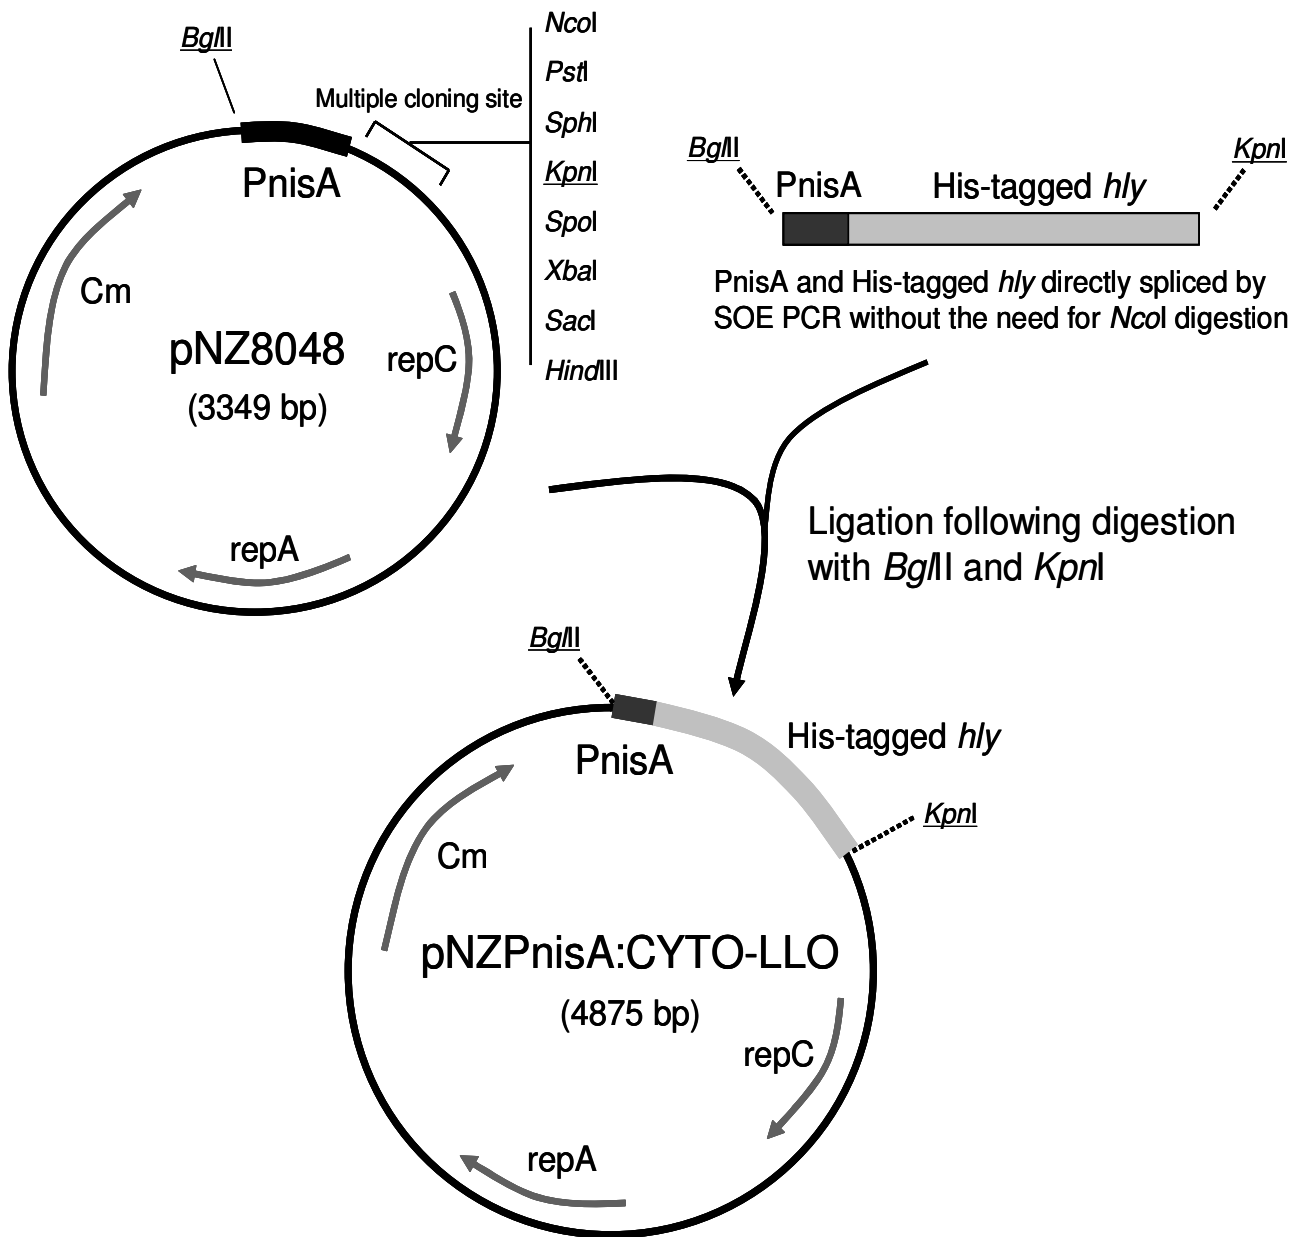 BglII
Multiple cloning site
NcoI
PstI
SphI
KpnI
SpoI
XbaI
SacI
HindIII
PnisA
Cm
pNZ8048
(3349 bp)
repC
repA
BglII
KpnI
PnisA
His-tagged hly
PnisA and His-tagged hly directly spliced by
SOE PCR without the need for NcoI digestion
Ligation following digestion
with BglII and KpnI
BglII
PnisA
His-tagged hly
KpnI
Cm
pNZPnisA:CYTO-LLO
(4875 bp)
repC
repA